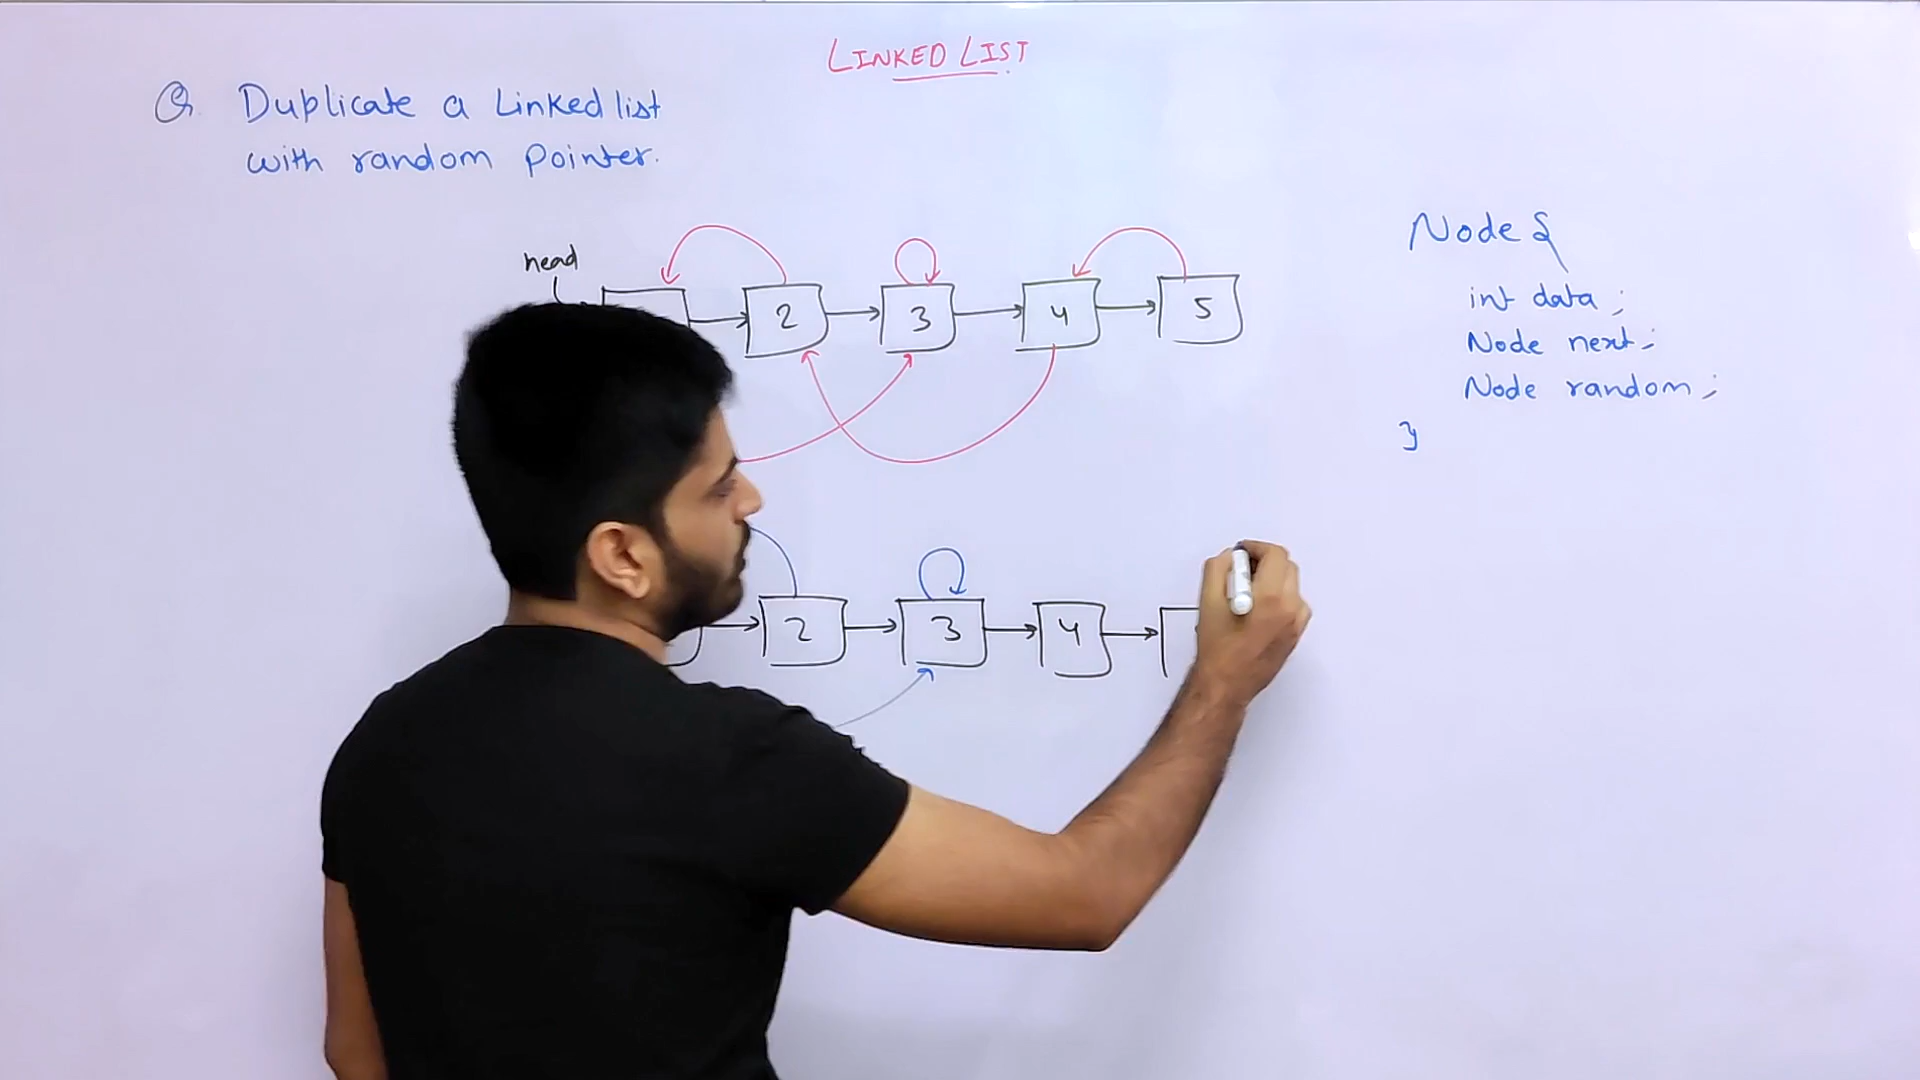 LINKED LIST
Q. Duplicate a Linked list
with random pointer.
head
2 3 4 5
Node {
int data ;
Node next ;
Node random ;
}
2 3 4